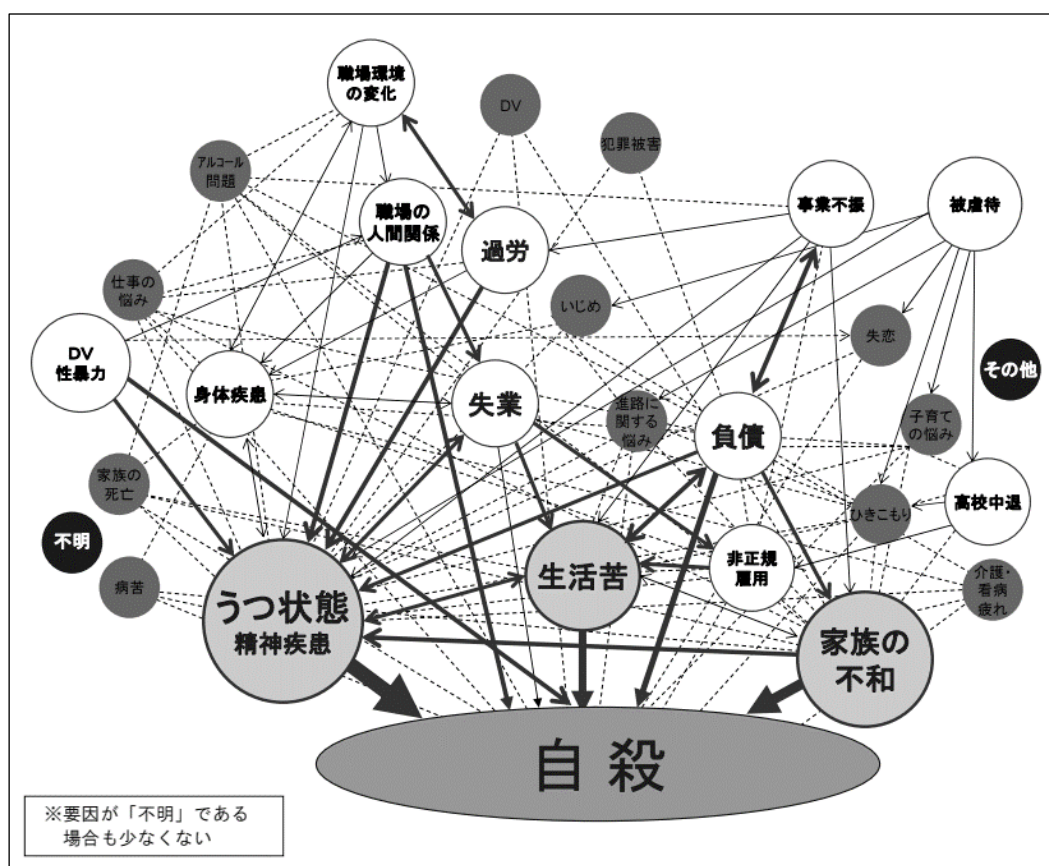 職場環境
の変化
DV
犯罪被害
アルコール
問題
職場の
人間関係
過労
事業不振
被虐待
仕事の
悩み
いじめ
失恋
DV
性暴力
身体疾患
失業
進路に
関する
悩み
負債
その他
子育て
の悩み
家族の
死亡
ひきこもり
高校中退
不明
病苦
うつ状態
精神疾患
生活苦
非正規
雇用
介護・
看病
疲れ
家族の
不和
自殺
※要因が「不明」である
場合も少なくない